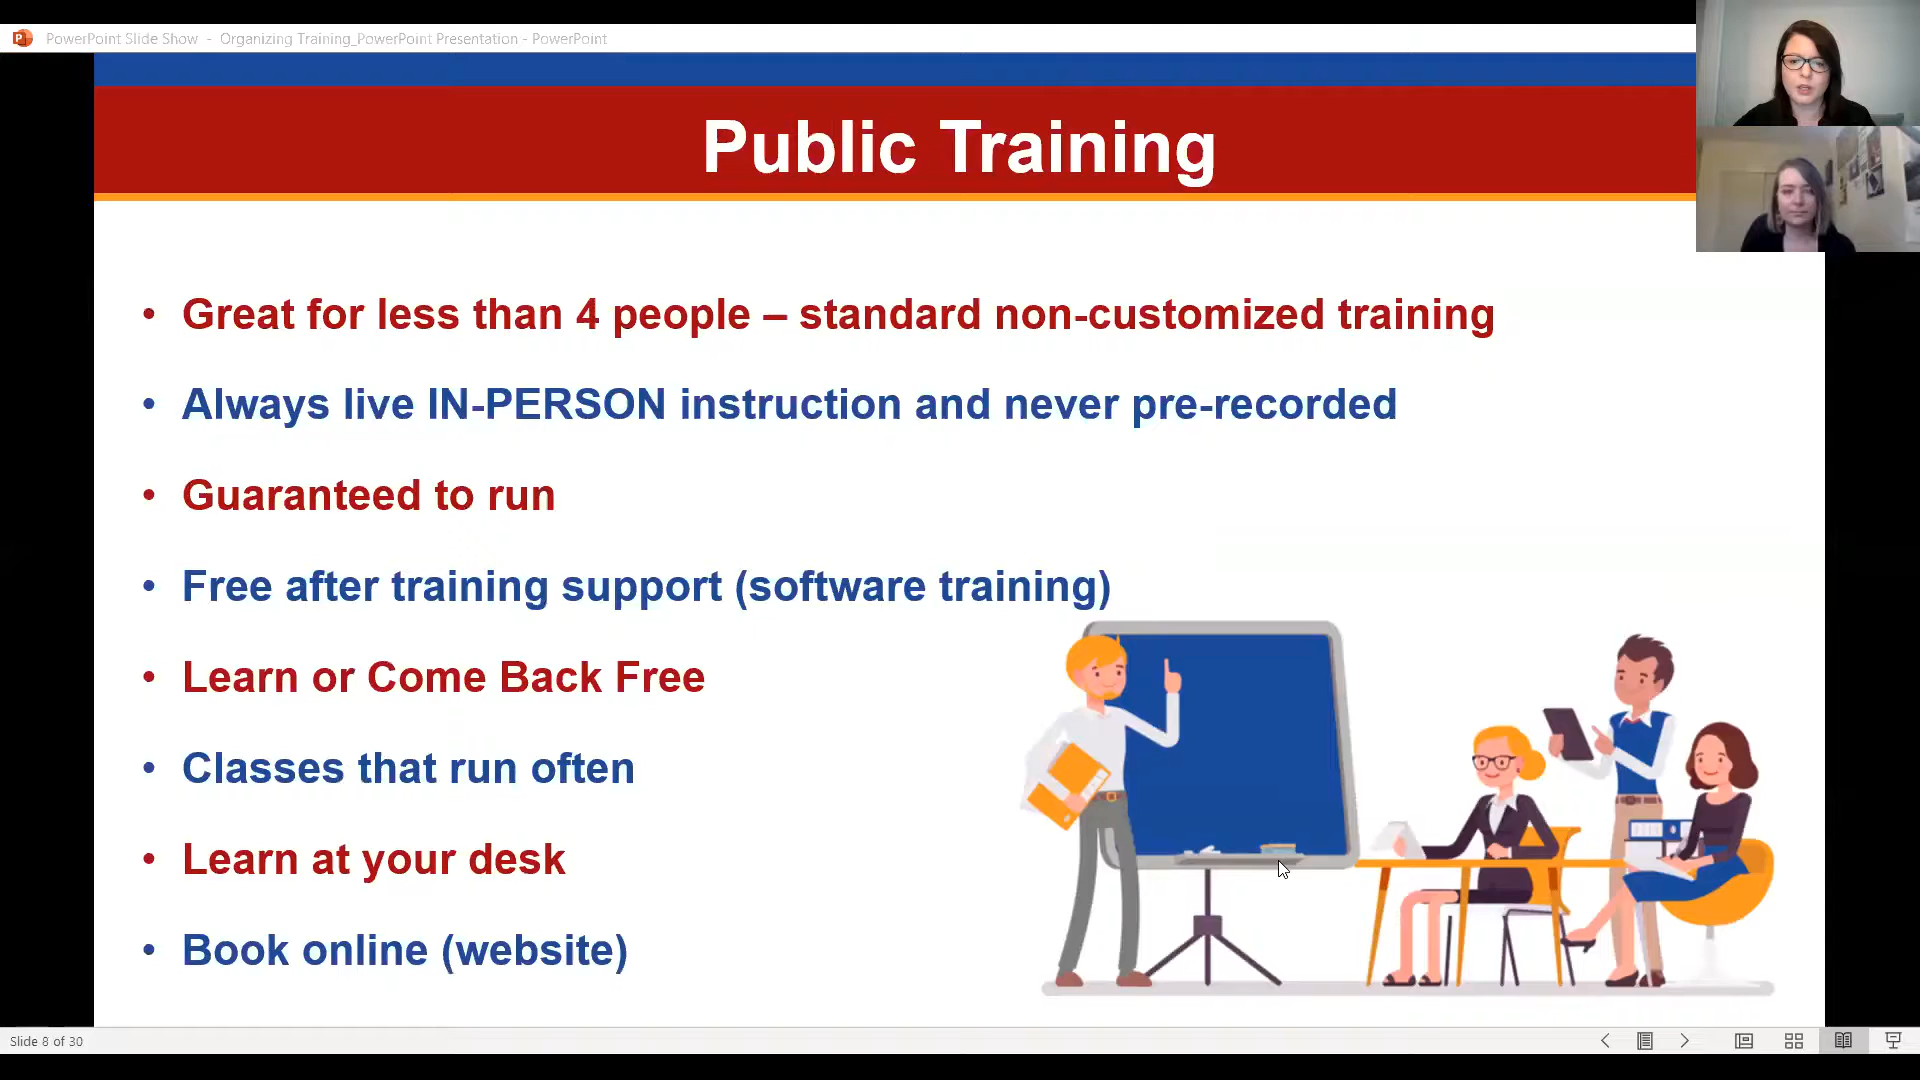 PowerPoint Slide Show - Organizing Training_PowerPoint Presentation - PowerPoint
Public Training
• Great for less than 4 people – standard non-customized training
• Always live IN-PERSON instruction and never pre-recorded
• Guaranteed to run
• Free after training support (software training)
• Learn or Come Back Free
• Classes that run often
• Learn at your desk
• Book online (website)
Slide 8 of 30